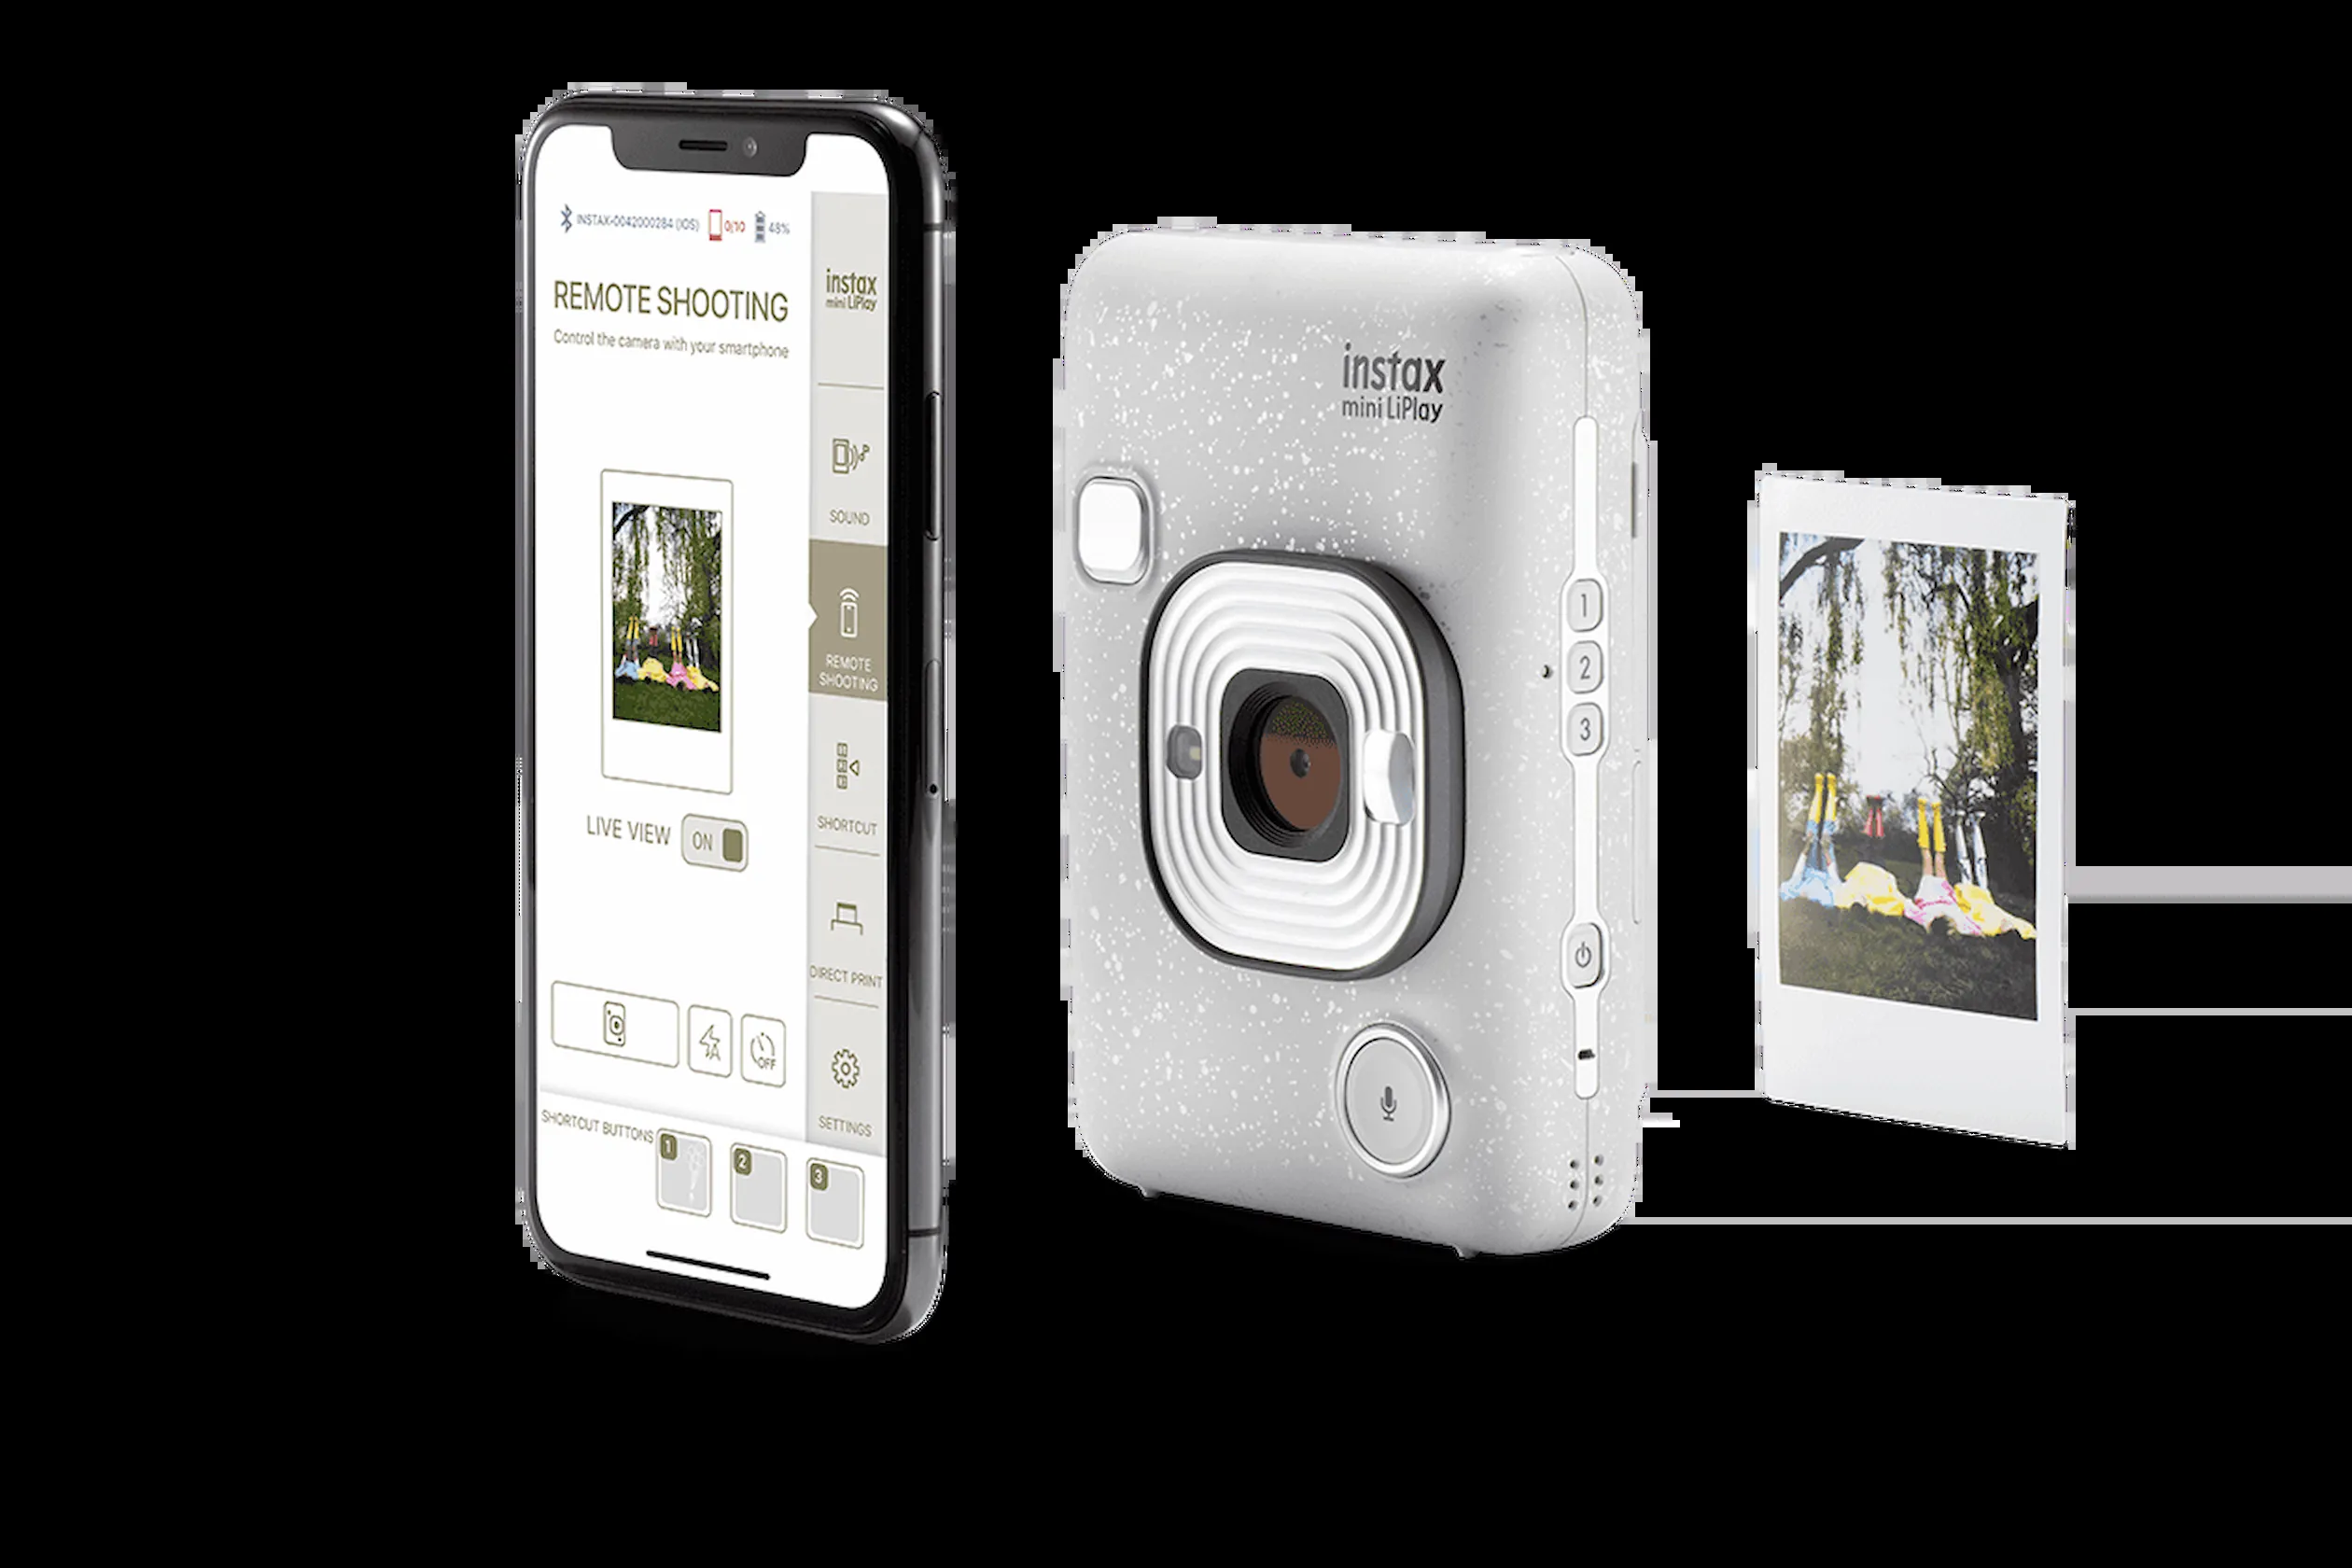 INSTAX-0042000284 (IOS) 0/10 48%
REMOTE SHOOTING
Control the camera with your smartphone
LIVE VIEW ON
A
OFF
SHORTCUT BUTTONS
1
2
3
instax
mini LiPlay
SOUND
REMOTE
SHOOTING
SHORTCUT
DIRECT PRINT
SETTINGS
instax
mini LiPlay
1
2
3